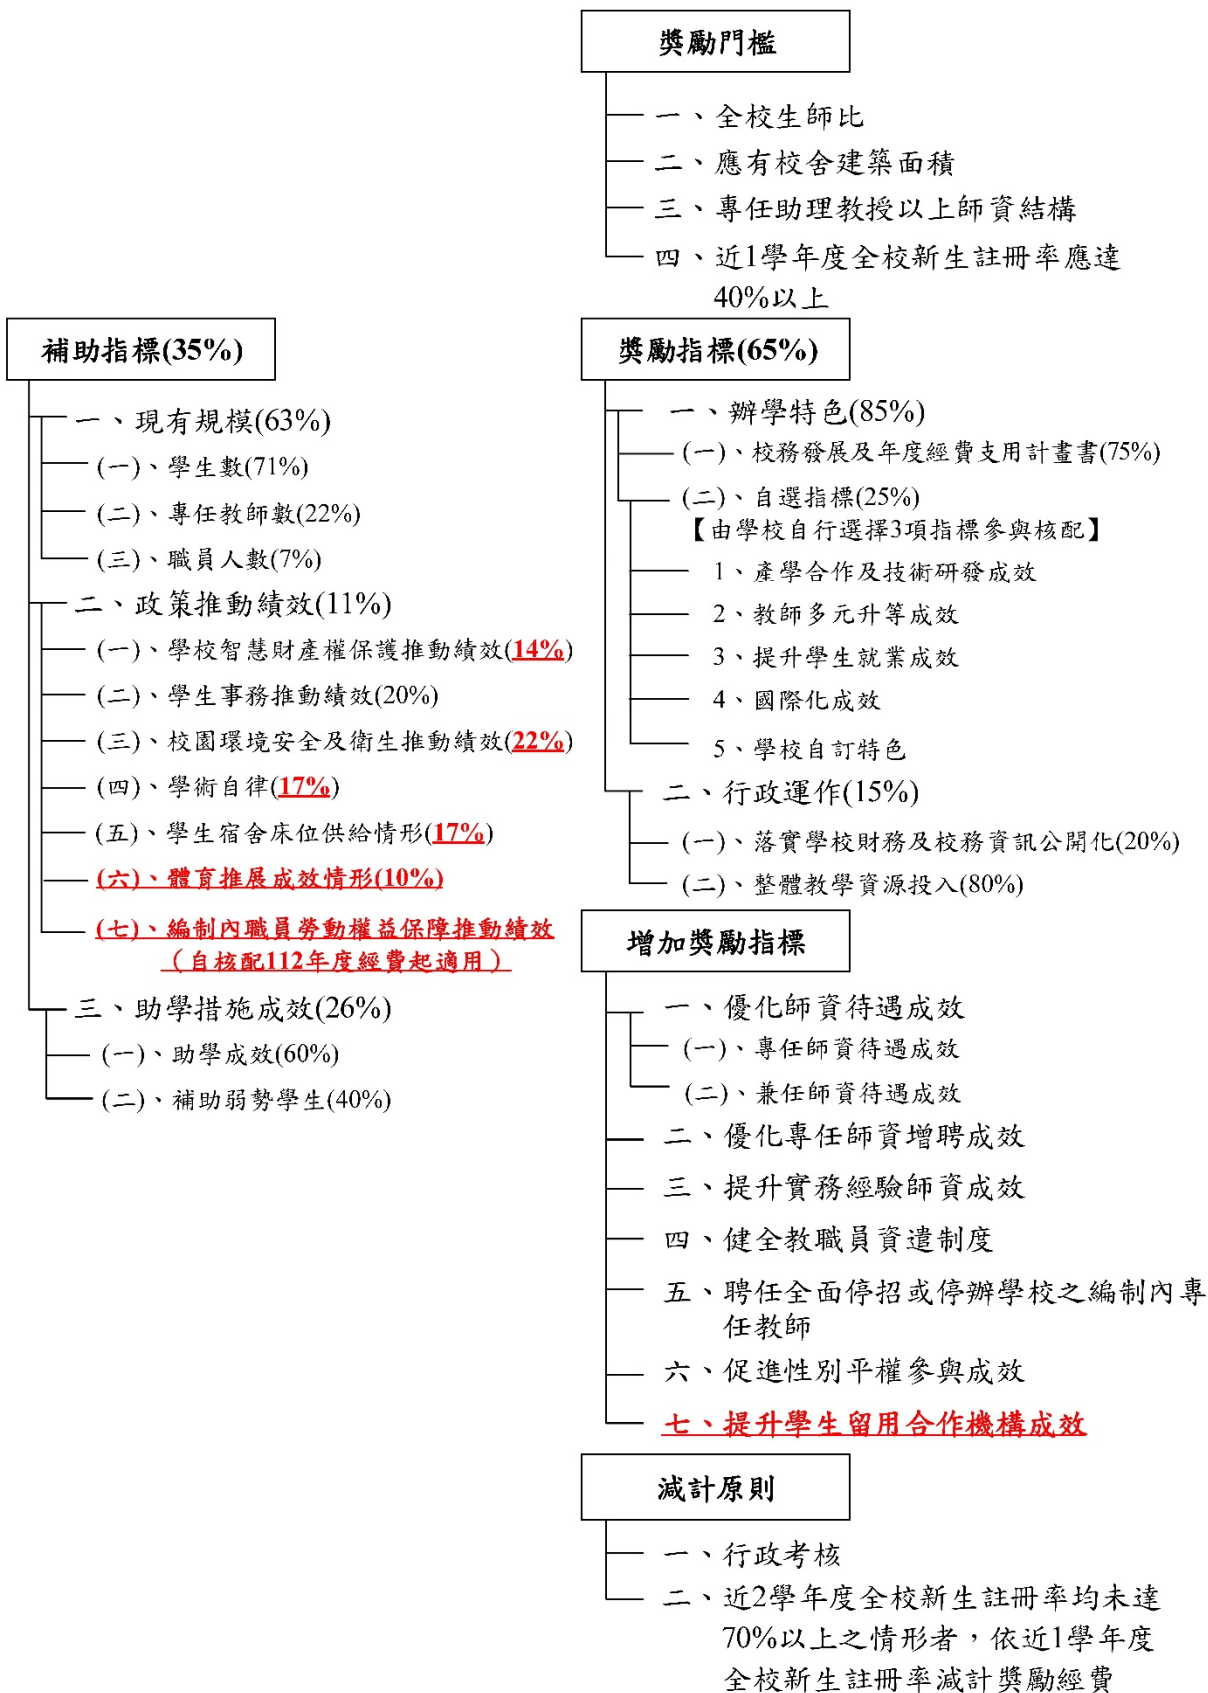 獎勵門檻
一、全校生師比
二、應有校舍建築面積
三、專任助理教授以上師資結構
四、近1學年度全校新生註冊率應達
40%以上
補助指標(35%)
一、現有規模(63%)
(一)、學生數(71%)
(二)、專任教師數(22%)
(三)、職員人數(7%)
二、政策推動績效(11%)
(一)、學校智慧財產權保護推動績效(14%)
(二)、學生事務推動績效(20%)
(三)、校園環境安全及衛生推動績效(22%)
(四)、學術自律(17%)
(五)、學生宿舍床位供給情形(17%)
(六)、體育推展成效情形(10%)
(七)、編制內職員勞動權益保障推動績效
（自核配112年度經費起適用）
三、助學措施成效(26%)
(一)、助學成效(60%)
(二)、補助弱勢學生(40%)
獎勵指標(65%)
一、辦學特色(85%)
(一)、校務發展及年度經費支用計畫書(75%)
(二)、自選指標(25%)
【由學校自行選擇3項指標參與核配】
1、產學合作及技術研發成效
2、教師多元升等成效
3、提升學生就業成效
4、國際化成效
5、學校自訂特色
二、行政運作(15%)
(一)、落實學校財務及校務資訊公開化(20%)
(二)、整體教學資源投入(80%)
增加獎勵指標
一、優化師資待遇成效
(一)、專任師資待遇成效
(二)、兼任師資待遇成效
二、優化專任師資增聘成效
三、提升實務經驗師資成效
四、健全教職員資遣制度
五、聘任全面停招或停辦學校之編制內專
任教師
六、促進性別平權參與成效
七、提升學生留用合作機構成效
減計原則
一、行政考核
二、近2學年度全校新生註冊率均未達
70%以上之情形者，依近1學年度
全校新生註冊率減計獎勵經費